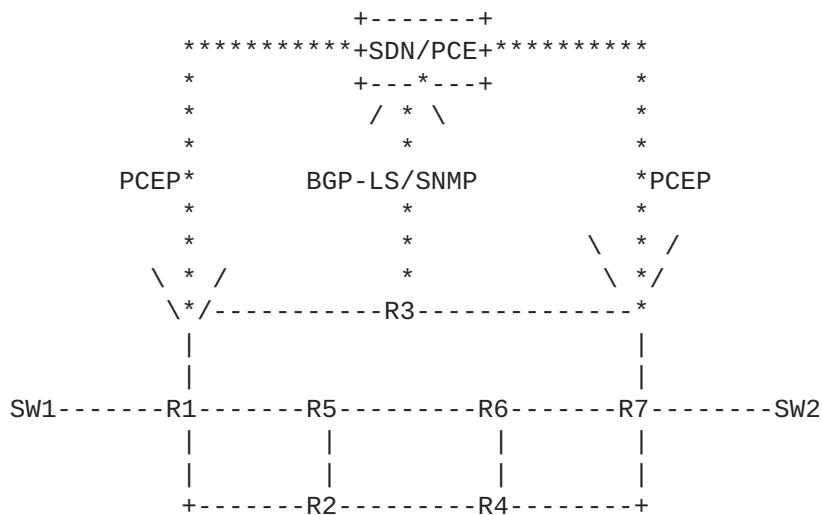 SDN/PCE
PCEP BGP-LS/SNMP PCEP
R3
SW1 R1 R5 R6 R7 SW2
R2 R4